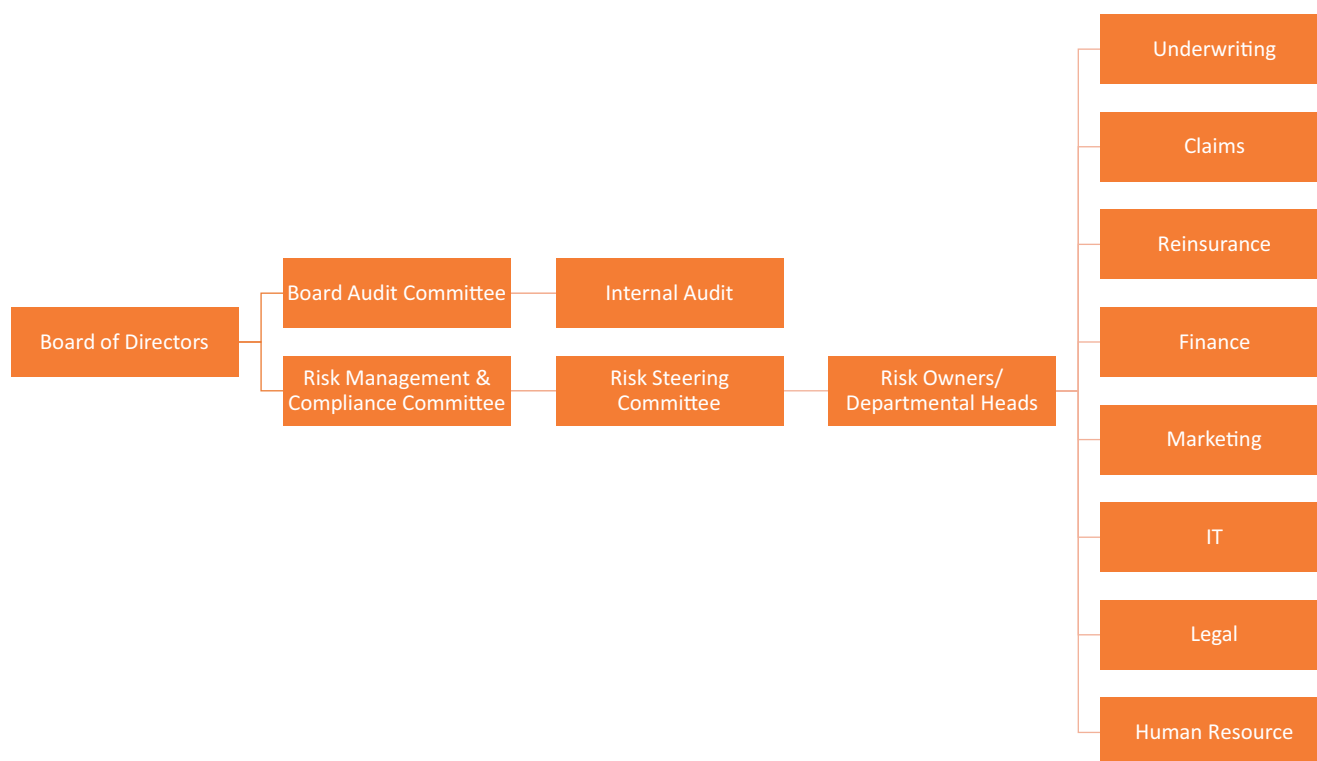 Board of Directors
Board Audit Committee
Internal Audit
Risk Management &
Compliance Committee
Risk Steering
Committee
Risk Owners/
Departmental Heads
Underwriting
Claims
Reinsurance
Finance
Marketing
IT
Legal
Human Resource